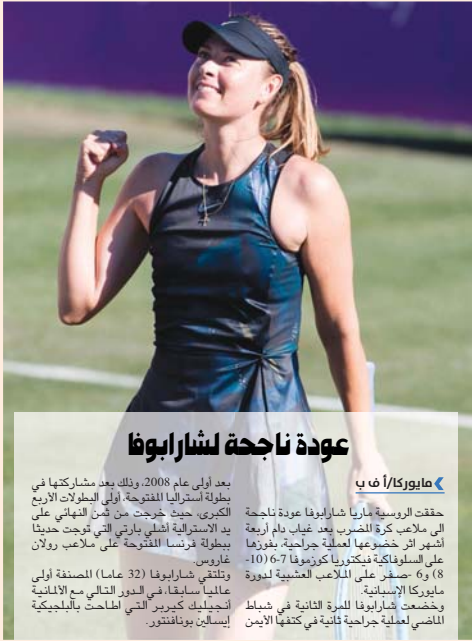 عودة ناجحة لشارابوفا
مايوركا/أ ف ب
حققت الروسية ماريا شارابوفا عودة ناجحة
الى ملاعب كرة المضرب بعد غياب دام أربعة
أشهر اثر خضوعها لعملية جراحية، بفوزها
على السلوفاكية فيكتوريا كوزموفا 7-6 (10-
8) و6 -صفر على الملاعب العشبية لدورة
مايوركا الإسبانية.
وخضعت شارابوفا للمرة الثانية في شباط
الماضي لعملية جراحية ثانية في كتفها الأيمن
بعد أولى عام 2008، وذلك بعد مشاركتها في
بطولة أستراليا المفتوحة، أولى البطولات الأربع
الكبرى، حيث خرجت من ثمن النهائي على
يد الاسترالية أشلي بارتي التي توجت حديثا
ببطولة فرنسا المفتوحة على ملاعب رولان
غاروس.
وتلتقي شارابوفا (32 عاما) المصنفة أولى
عالميا سابقا، في الدور التالي مع الألمانية
أنجيليك كيربر التي اطاحت بالبلجيكية
إيسالين بونافنتور.